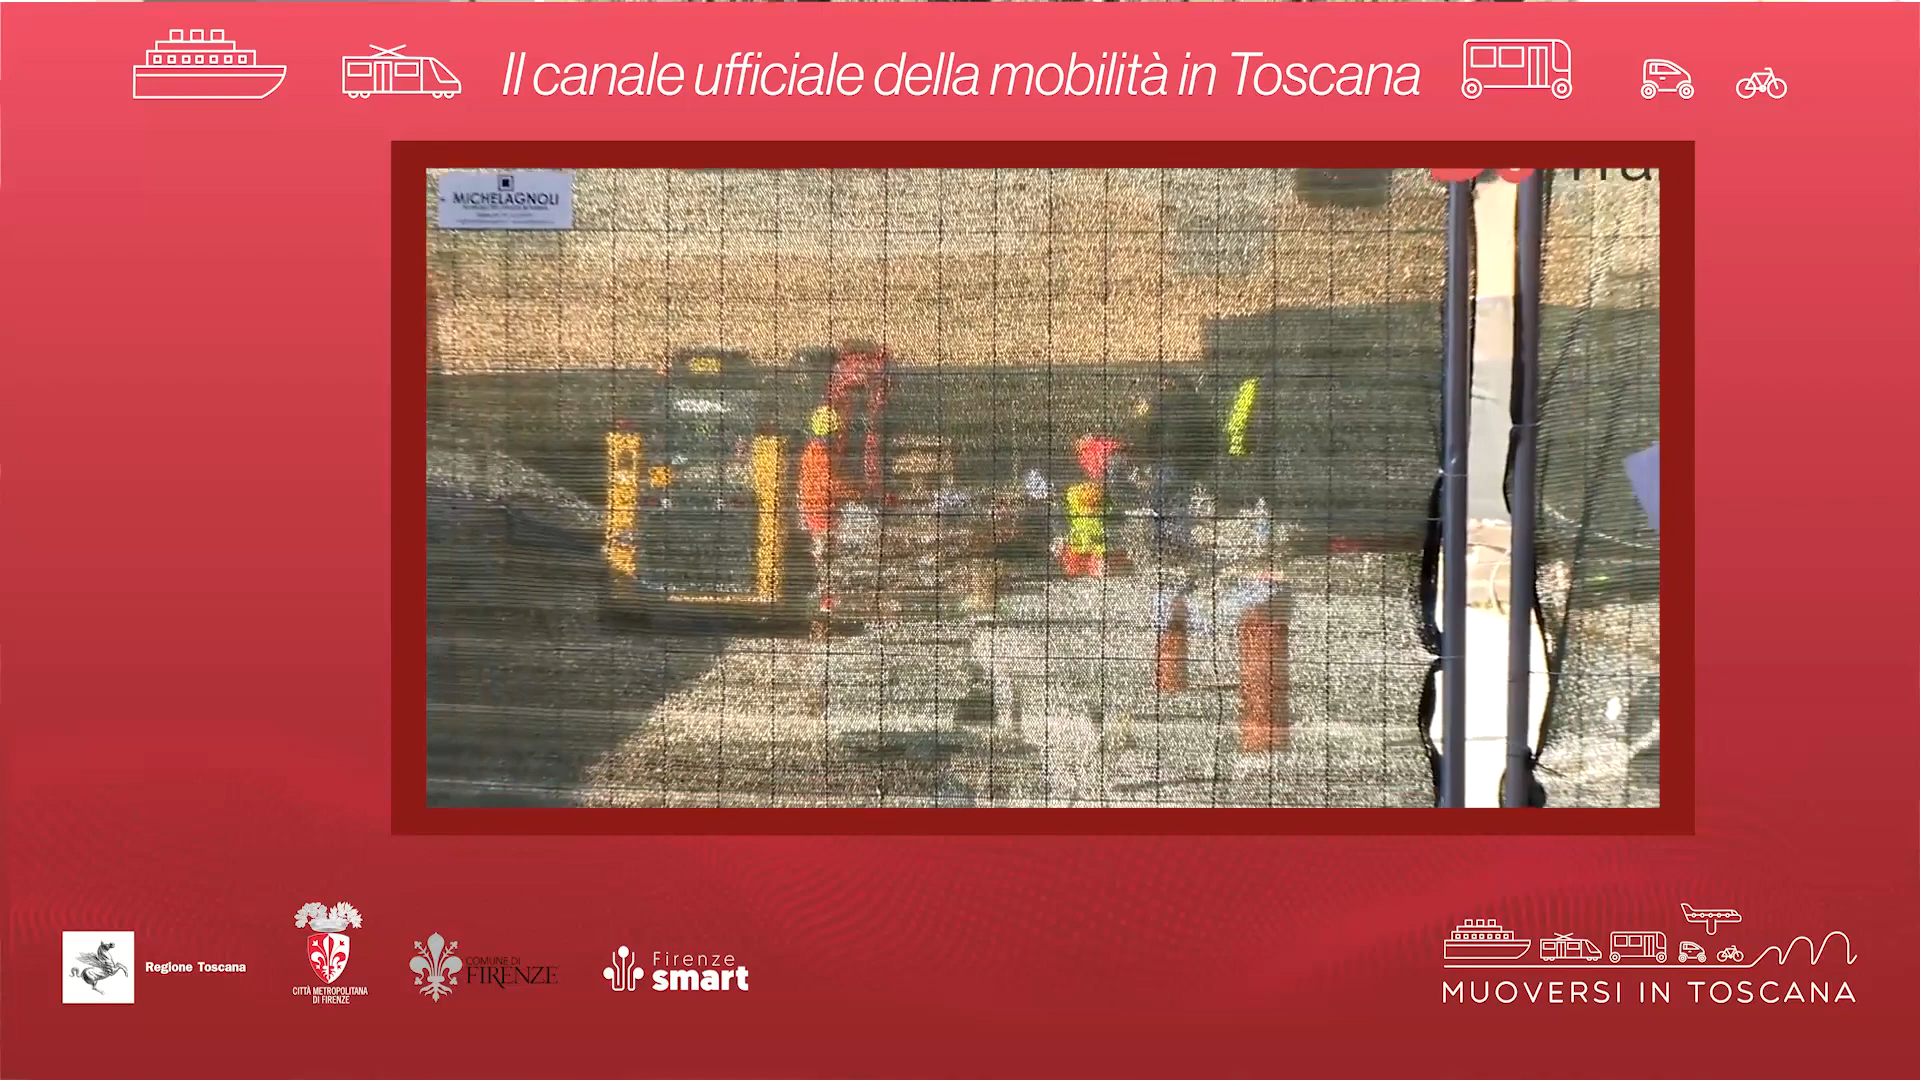 Il canale ufficiale della mobilità in Toscana
MICHELAGNOLI
Regione Toscana
CITTÀ METROPOLITANA
DI FIRENZE
COMUNE DI
FIRENZE
Firenze
smart
MUOVERSI IN TOSCANA